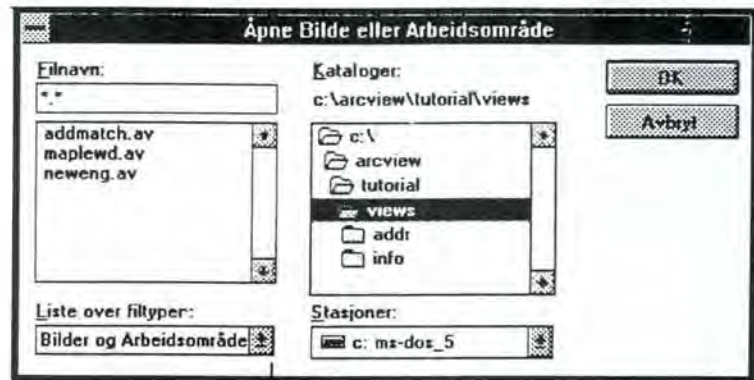 Åpne Bilde eller Arbeidsområde
Filnavn:
*.*
addmatch.av
maplewd.av
neweng.av
Liste over filtyper:
Bilder og Arbeidsområde
Kataloger:
c:\arcview\tutorial\views
c:\
arcview
tutorial
views
addr
info
Stasjoner:
c: ms-dos_5
OK
Avbryt